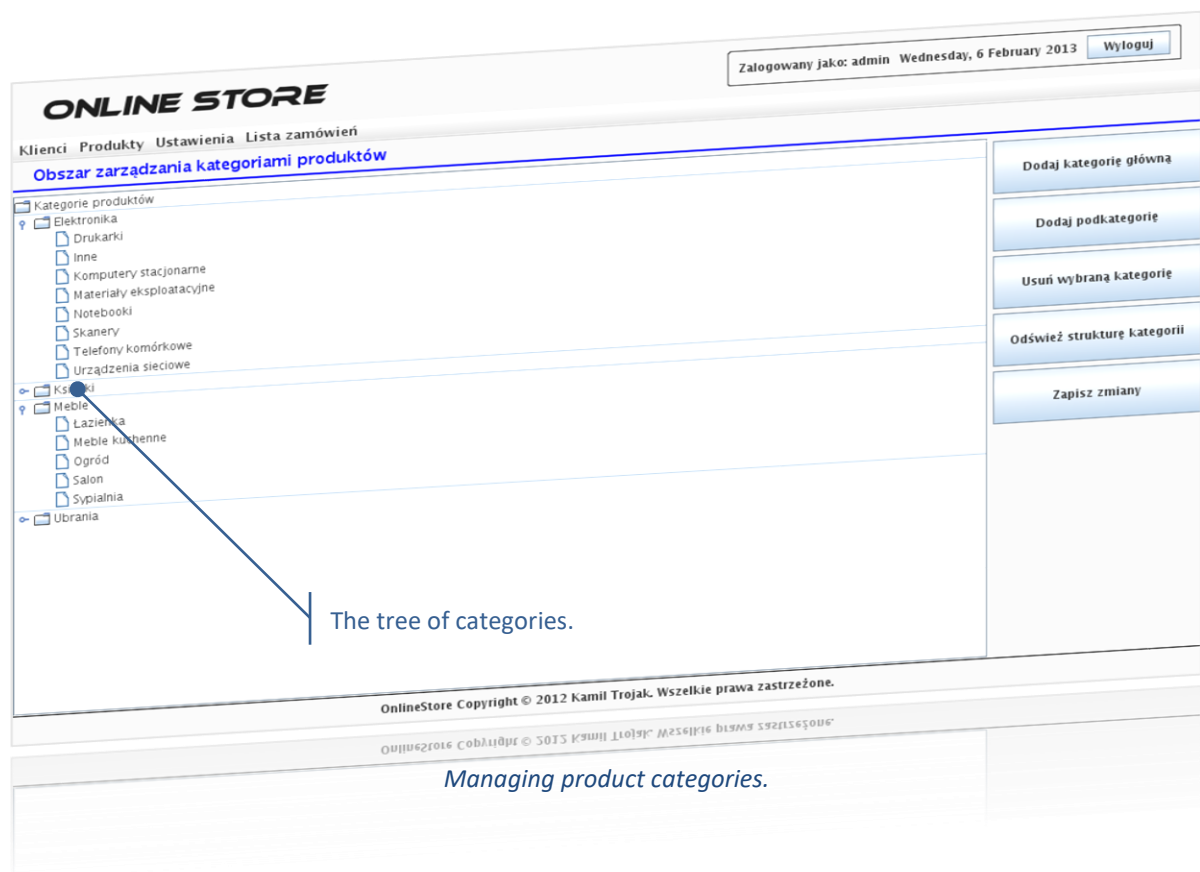 Zalogowany jako: admin Wednesday, 6 February 2013 Wyloguj
ONLINE STORE
Klienci Produkty Ustawienia Lista zamówień
Obszar zarządzania kategoriami produktów
Kategorie produktów
Elektronika
Drukarki
Inne
Komputery stacjonarne
Materiały eksploatacyjne
Notebooki
Skanery
Telefony komórkowe
Urządzenia sieciowe
Meble
Łazienka
Meble kuchenne
Ogród
Salon
Sypialnia
Ubrania
Dodaj kategorię główną
Dodaj podkategorię
Usuń wybraną kategorię
Odśwież strukturę kategorii
Zapisz zmiany
The tree of categories.
OnlineStore Copyright © 2012 Kamil Trojak. Wszelkie prawa zastrzeżone.
Managing product categories.